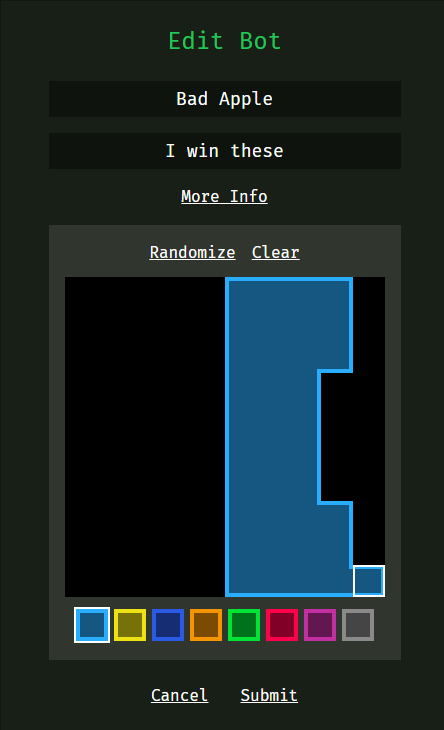 Edit Bot
Bad Apple
I win these
More Info
Randomize Clear
Cancel Submit